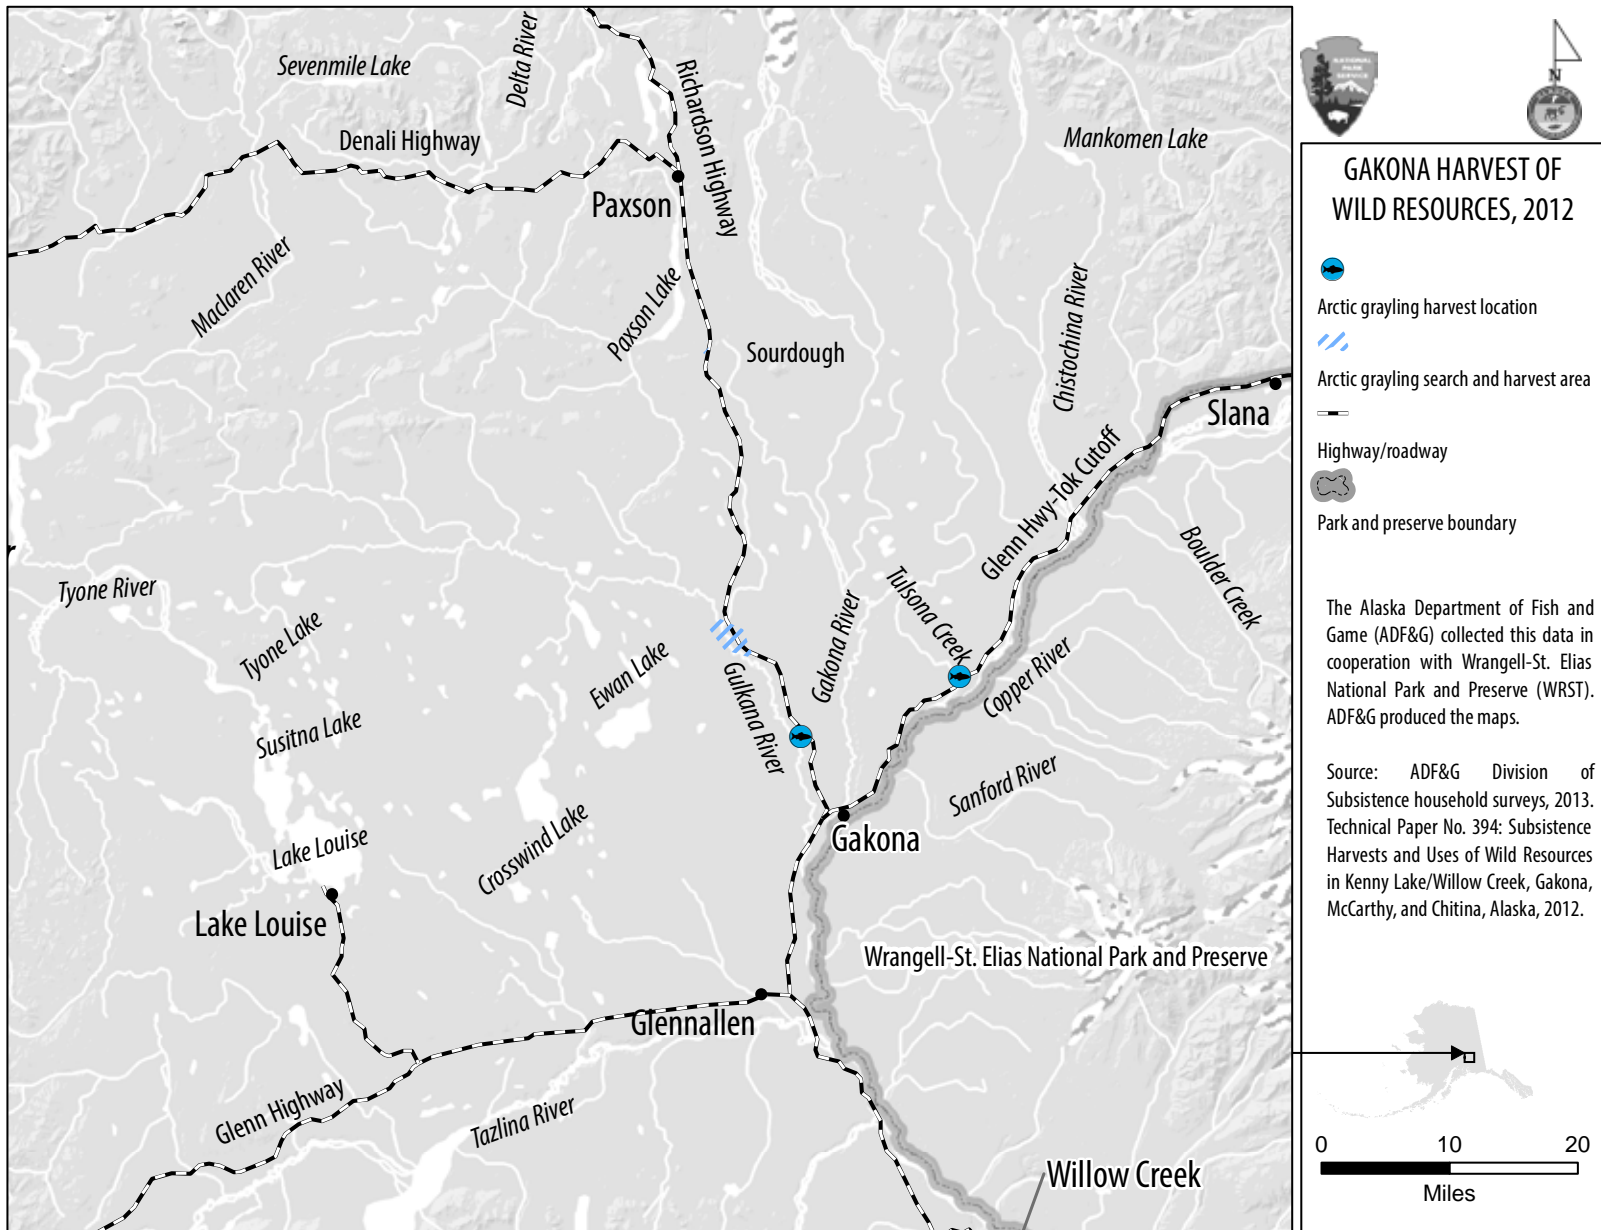 Sevenmile Lake
Delta River
Richardson Highway
Denali Highway
Mankomen Lake
Paxson
Maclaren River
Paxson Lake
Sourdough
Chistochina River
Slana
Glenn Hwy-Tok Cutoff
Boulder Creek
Tyone River
Tyone Lake
Tulsona Creek
Gakona River
Ewan Lake
Gulkana River
Copper River
Susitna Lake
Sanford River
Lake Louise
Crosswind Lake
Gakona
Lake Louise
Wrangell-St. Elias National Park and Preserve
Glennallen
Glenn Highway
Tazlina River
Willow Creek
NATIONAL
PARK
SERVICE
N
GAKONA HARVEST OF
WILD RESOURCES, 2012
Arctic grayling harvest location
Arctic grayling search and harvest area
Highway/roadway
Park and preserve boundary
The Alaska Department of Fish and
Game (ADF&G) collected this data in
cooperation with Wrangell-St. Elias
National Park and Preserve (WRST).
ADF&G produced the maps.
Source: ADF&G Division of
Subsistence household surveys, 2013.
Technical Paper No. 394: Subsistence
Harvests and Uses of Wild Resources
in Kenny Lake/Willow Creek, Gakona,
McCarthy, and Chitina, Alaska, 2012.
0 10 20
Miles